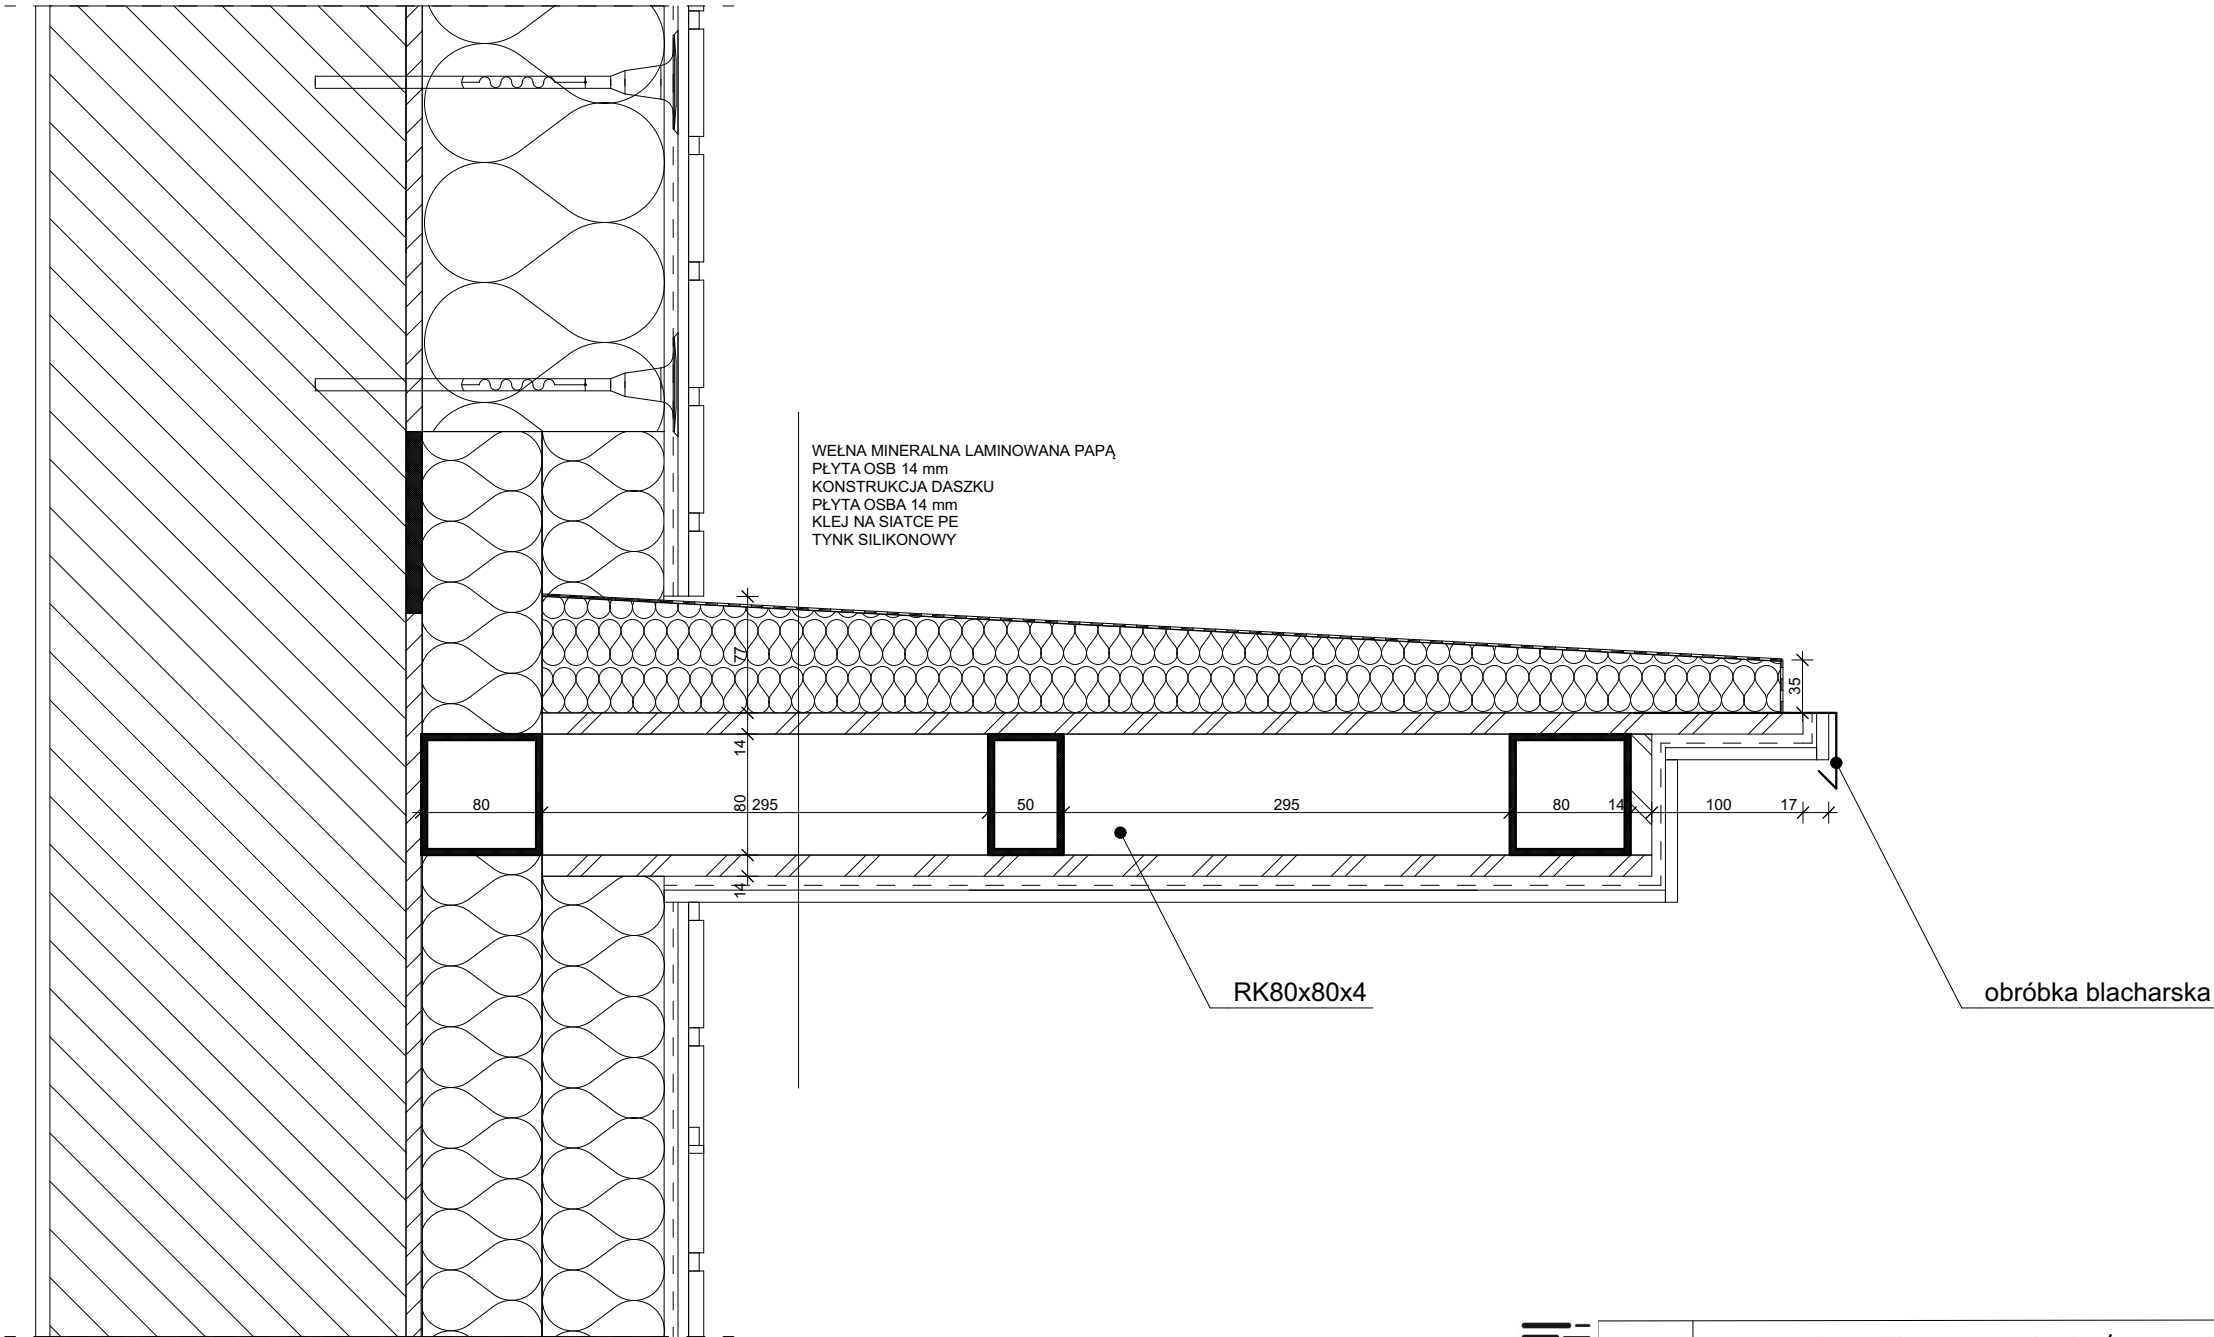 WEŁNA MINERALNA LAMINOWANA PAPĄ
PŁYTA OSB 14 mm
KONSTRUKCJA DASZKU
PŁYTA OSBA 14 mm
KLEJ NA SIATCE PE
TYNK SILIKONOWY
77
35
14
80
80
295
50
295
80
14
100
17
14
RK80x80x4
obróbka blacharska